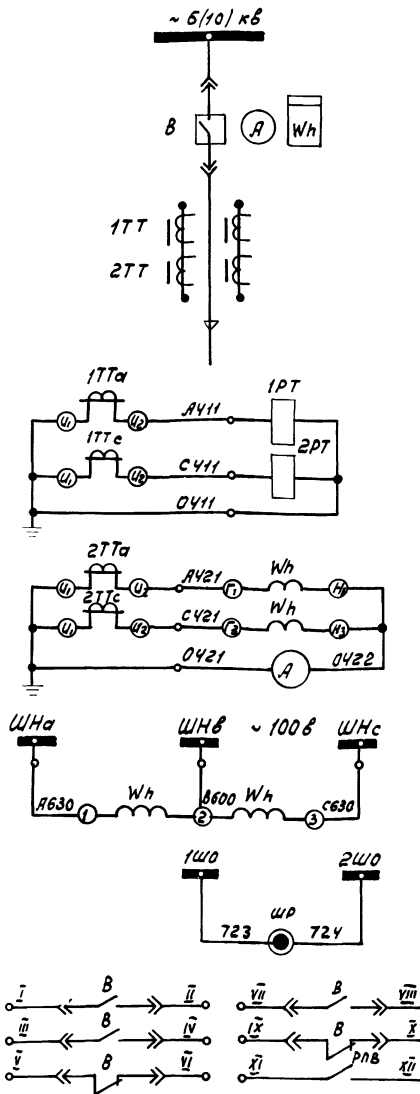 ~ 6(10) кв
В А Wh
1ТТ
2ТТ
1ТТа 1РТ
И1 И2 А411
1ТТс 2РТ
И1 И2 С411
0411
2ТТа Wh
И1 И2 А421 Г1 Н1
2ТТс Wh
И1 И2 С421 Г3 Н3
0421 А 0422
ШНа ШНв ~ 100 в ШНс
А630 1 Wh В600 2 Wh 3 С630
1ШО 2ШО
723 ШР 724
I В II VII В VIII
III В IV IX В X
V В VI XI РПВ XII